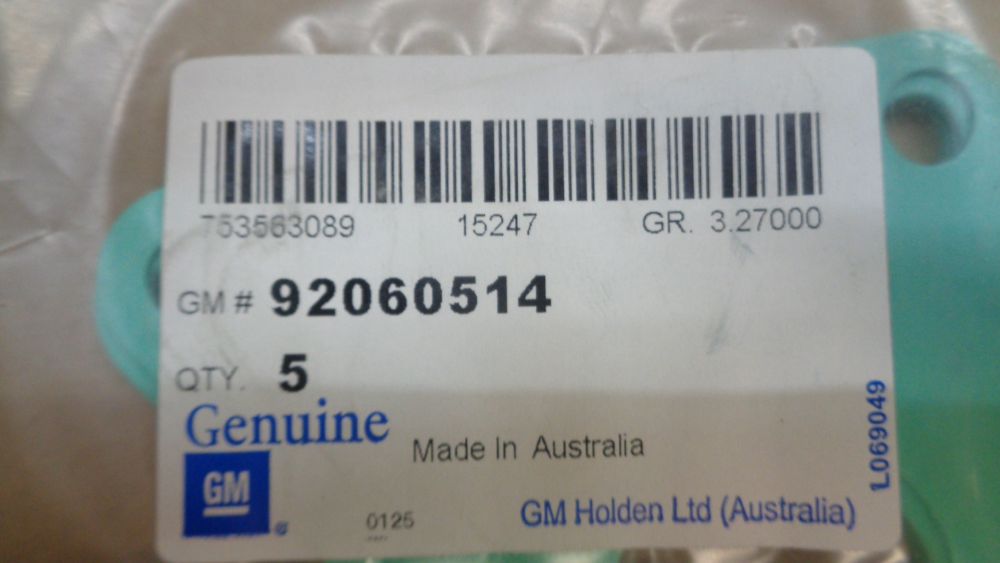 753563089 15247 GR. 3.27000
GM # 92060514
QTY. 5
Genuine
GM
Made In Australia
GM Holden Ltd (Australia)
0125
L069049